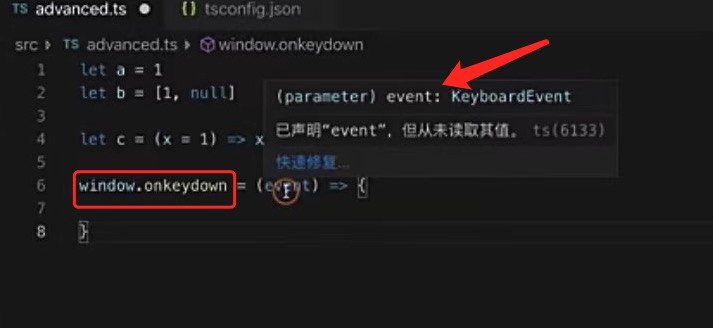 TS advanced.ts
{} tsconfig.json
src
TS advanced.ts
window.onkeydown
1 let a = 1
2 let b = [1, null]
3
4 let c = (x = 1) => x
5
6 window.onkeydown = (event) => {
7
8 }
(parameter) event: KeyboardEvent
已声明“event”，但从未读取其值。 ts(6133)
快速修复...